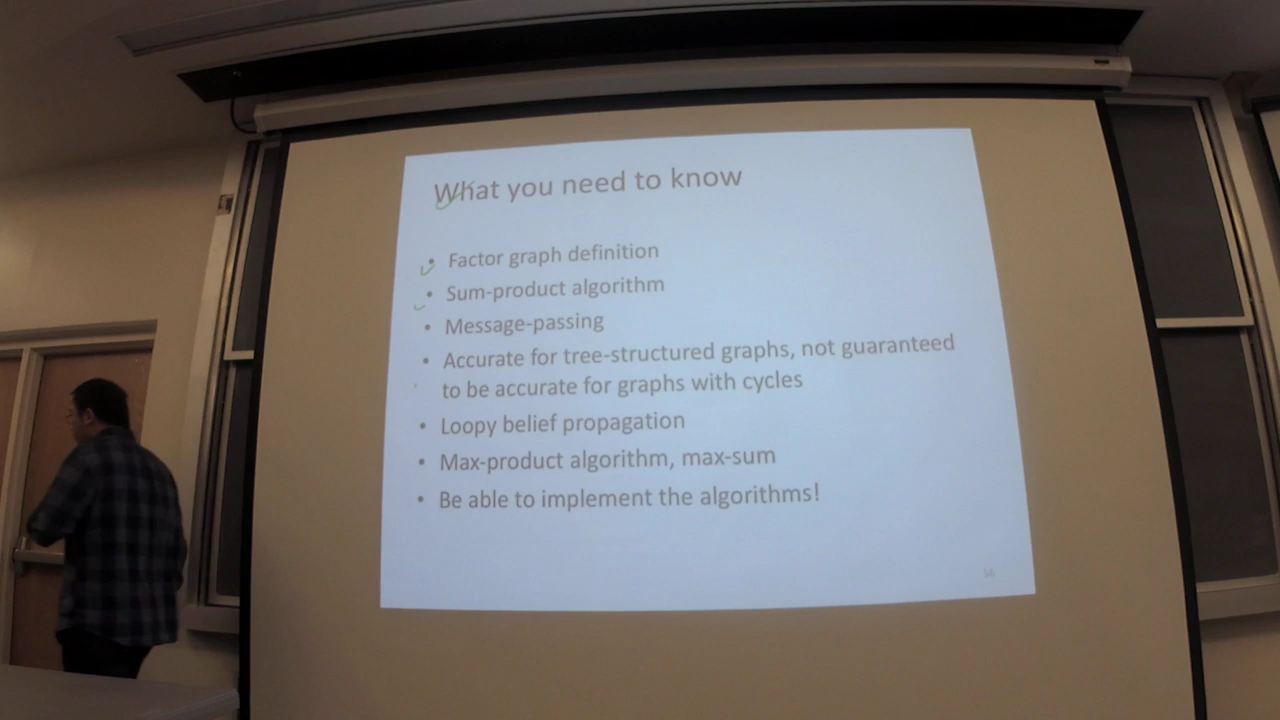 What you need to know
• Factor graph definition
• Sum-product algorithm
• Message-passing
• Accurate for tree-structured graphs, not guaranteed
to be accurate for graphs with cycles
• Loopy belief propagation
• Max-product algorithm, max-sum
• Be able to implement the algorithms!